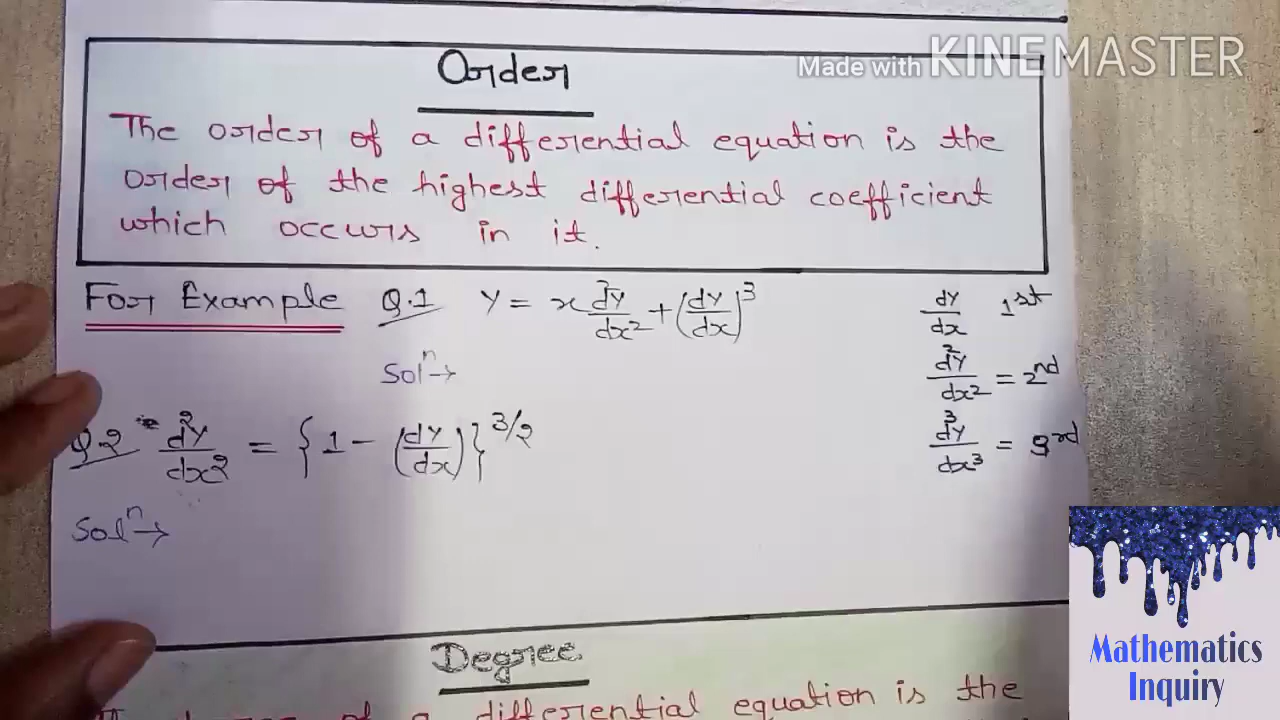 Made with KINEMASTER
Order
The order of a differential equation is the
order of the highest differential coefficient
which occurs in it.
For Example Q.1 y = x d²y/dx² + (dy/dx)³
dy/dx 1st
Solⁿ→
d²y/dx² = 2nd
Q.2 d²y/dx² = {1 - (dy/dx)}^3/2
d³y/dx³ = 3rd
Solⁿ→
Degree
of a differential equation is the
Mathematics
Inquiry